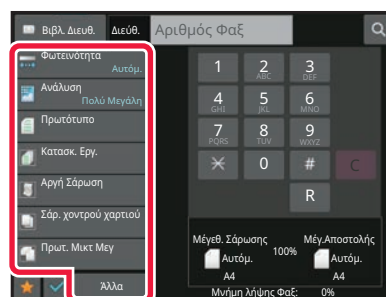 Βιβλ. Διευθ.
Διεύθ.
Αριθμός Φαξ
Φωτεινότητα
Αυτόμ.
Ανάλυση
Πολύ Μεγάλη
Πρωτότυπο
Κατασκ. Εργ.
Αργή Σάρωση
Σάρ. χοντρού χαρτιού
Πρωτ. Μικτ Μεγ
Άλλα
1
2 ABC
3 DEF
4 GHI
5 JKL
6 MNO
7 PQRS
8 TUV
9 WXYZ
0
#
C
R
Μέγεθ. Σάρωσης
100%
Μέγ.Αποστολής
Αυτόμ.
Αυτόμ.
A4
A4
Μνήμη λήψης Φαξ: 0%